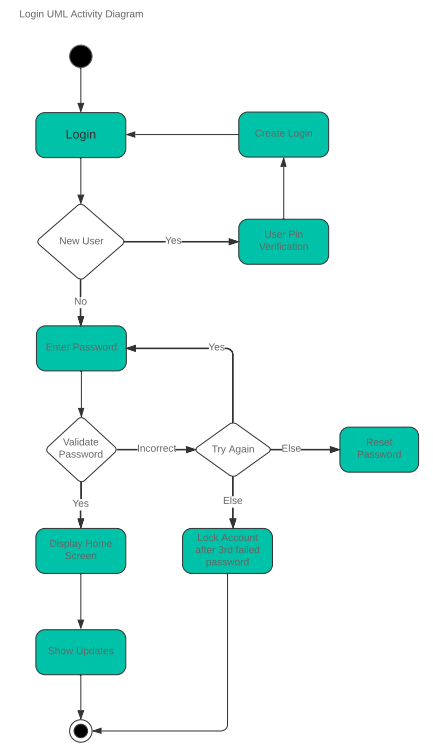 Login UML Activity Diagram
Login
Create Login
New User
Yes
User Pin
Verification
No
Enter Password
Yes
Validate
Password
Incorrect
Try Again
Else
Reset
Password
Yes
Else
Display Home
Screen
Lock Account
after 3rd failed
password
Show Updates